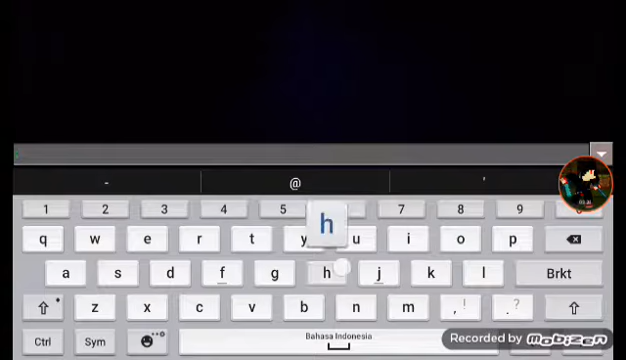 - @ '
1 2 3 4 5 h 7 8 9
q w e r t y u i o p
a s d f g h j k l Brkt
z x c v b n m , ! . ?
Ctrl Sym Bahasa Indonesia
Recorded by mobizen